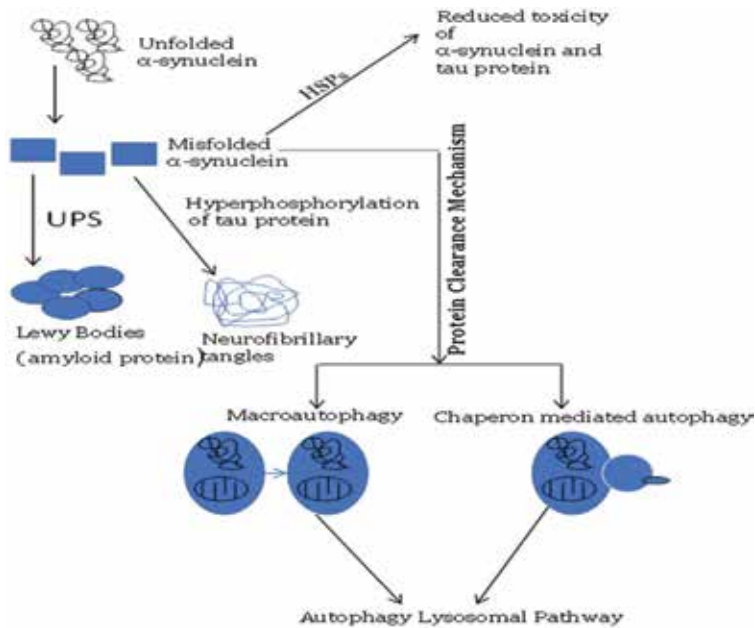 Unfolded
α-synuclein
Reduced toxicity
of
α-synuclein and
tau protein
HSPs
Misfolded
α-synuclein
Protein Clearance Mechanism
UPS
Hyperphosphorylation
of tau protein
Lewy Bodies
(amyloid protein)
Neurofibrillary
tangles
Macroautophagy
Chaperon mediated autophagy
Autophagy Lysosomal Pathway